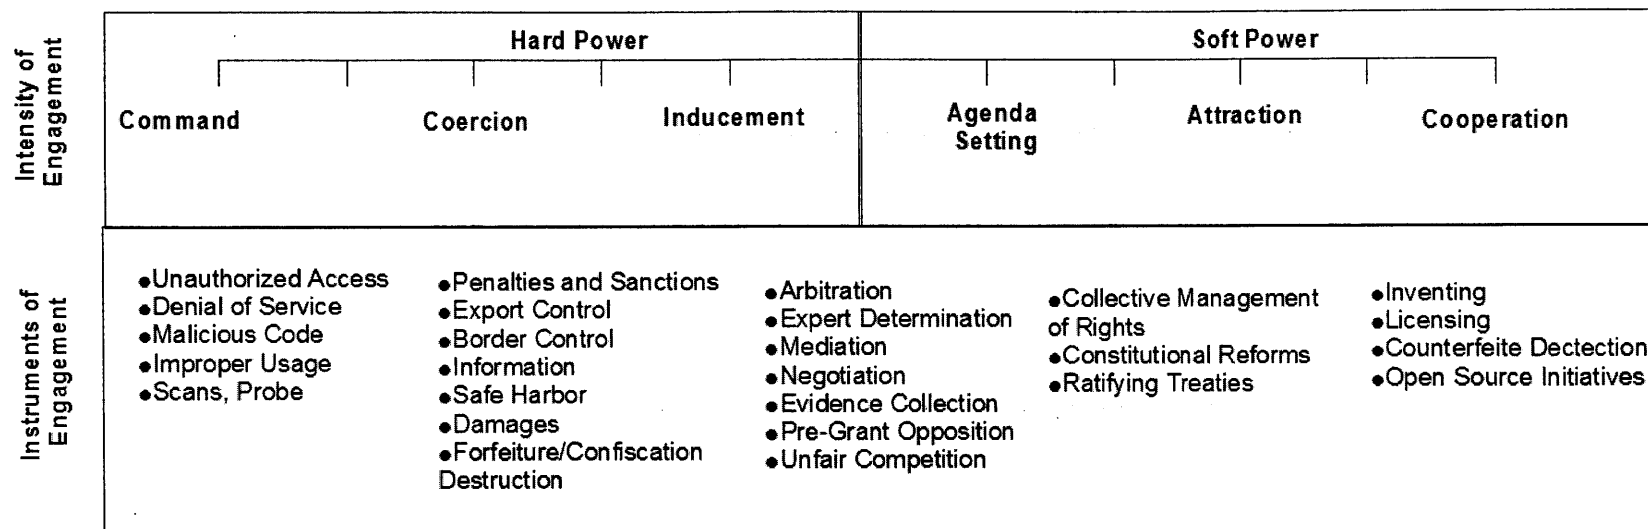 Intensity of
Engagement
Hard Power
Soft Power
Command
Coercion
Inducement
Agenda
Setting
Attraction
Cooperation
Instruments of
Engagement
●Unauthorized Access
●Denial of Service
●Malicious Code
●Improper Usage
●Scans, Probe
●Penalties and Sanctions
●Export Control
●Border Control
●Information
●Safe Harbor
●Damages
●Forfeiture/Confiscation
Destruction
●Arbitration
●Expert Determination
●Mediation
●Negotiation
●Evidence Collection
●Pre-Grant Opposition
●Unfair Competition
●Collective Management
of Rights
●Constitutional Reforms
●Ratifying Treaties
●Inventing
●Licensing
●Counterfeite Dectection
●Open Source Initiatives